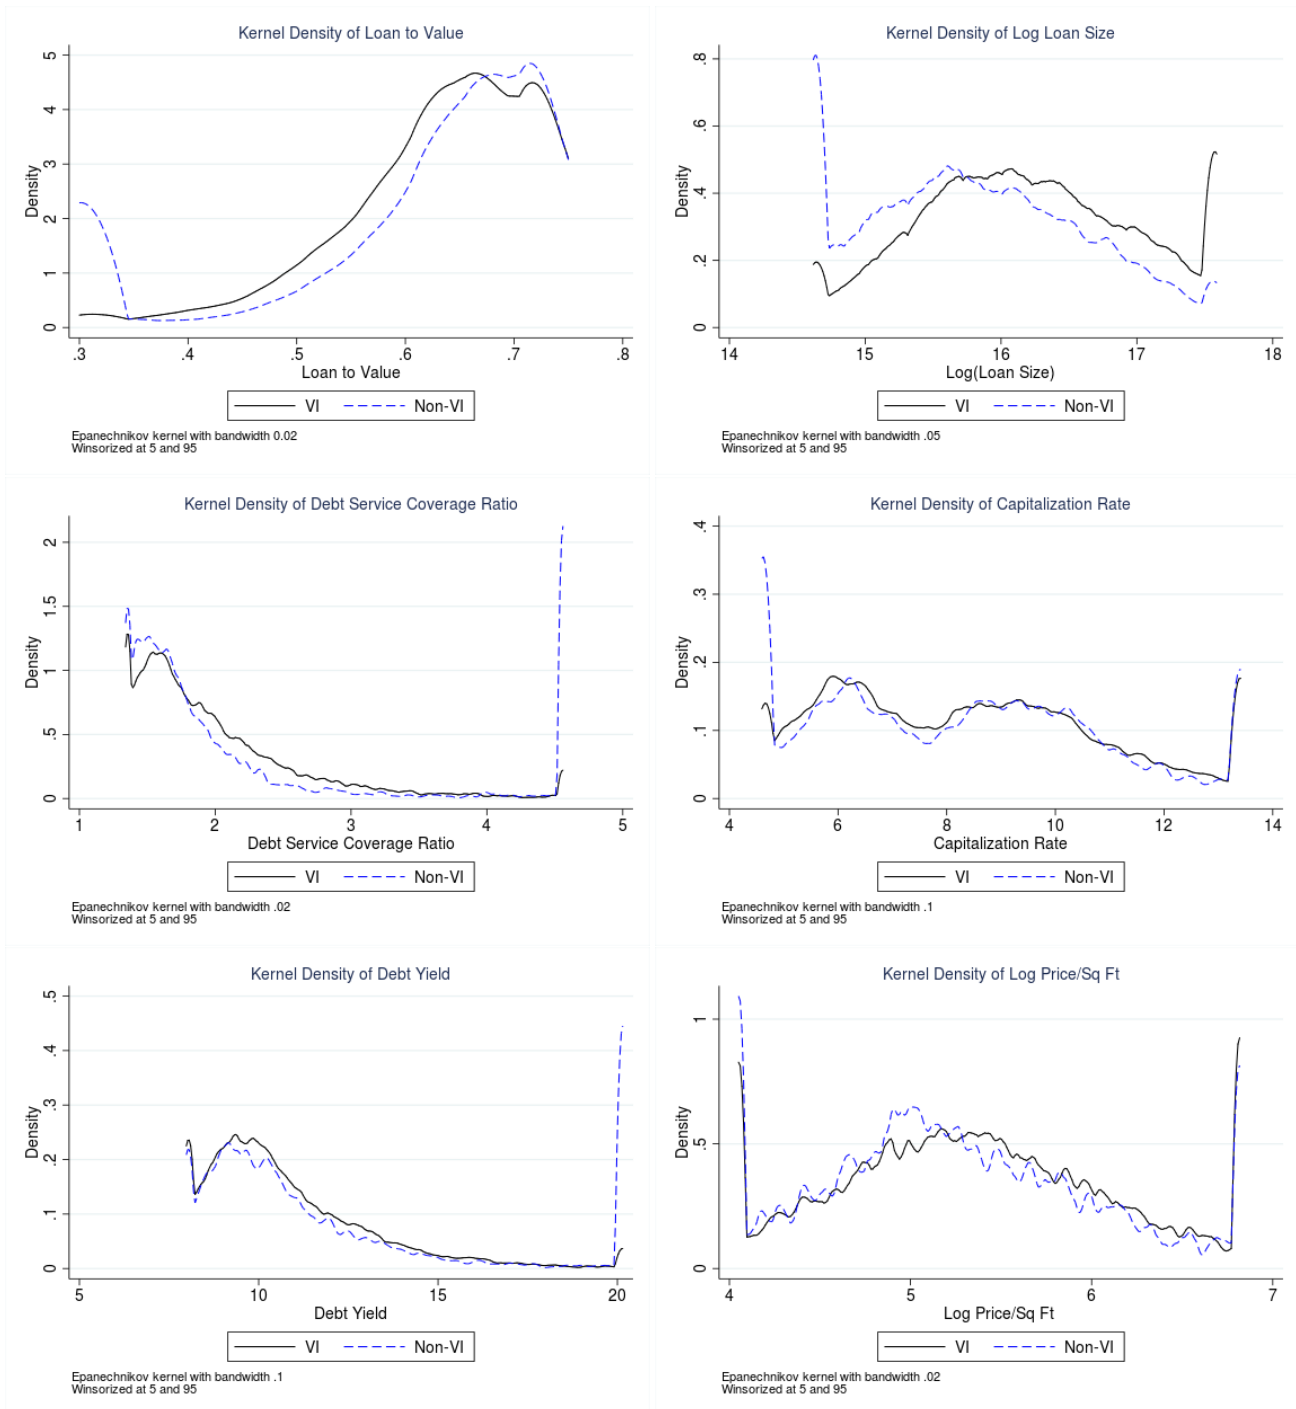 Kernel Density of Loan to Value
Density
0
1
2
3
4
5
.3
.4
.5
.6
.7
.8
Loan to Value
VI
Non-VI
Epanechnikov kernel with bandwidth 0.02
Winsorized at 5 and 95
Kernel Density of Log Loan Size
Density
0
.2
.4
.6
.8
14
15
16
17
18
Log(Loan Size)
VI
Non-VI
Epanechnikov kernel with bandwidth .05
Winsorized at 5 and 95
Kernel Density of Debt Service Coverage Ratio
Density
0
.5
1
1.5
2
1
2
3
4
5
Debt Service Coverage Ratio
VI
Non-VI
Epanechnikov kernel with bandwidth .02
Winsorized at 5 and 95
Kernel Density of Capitalization Rate
Density
0
.1
.2
.3
.4
4
6
8
10
12
14
Capitalization Rate
VI
Non-VI
Epanechnikov kernel with bandwidth .1
Winsorized at 5 and 95
Kernel Density of Debt Yield
Density
0
.1
.2
.3
.4
.5
5
10
15
20
Debt Yield
VI
Non-VI
Epanechnikov kernel with bandwidth .1
Winsorized at 5 and 95
Kernel Density of Log Price/Sq Ft
Density
0
.5
1
4
5
6
7
Log Price/Sq Ft
VI
Non-VI
Epanechnikov kernel with bandwidth .02
Winsorized at 5 and 95